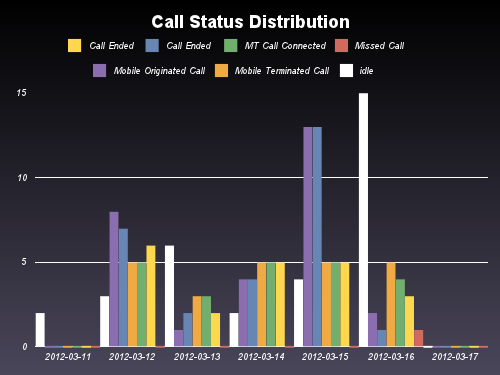 Call Status Distribution
Call Ended Call Ended MT Call Connected Missed Call
Mobile Originated Call Mobile Terminated Call idle
15
10
5
0
2012-03-11 2012-03-12 2012-03-13 2012-03-14 2012-03-15 2012-03-16 2012-03-17